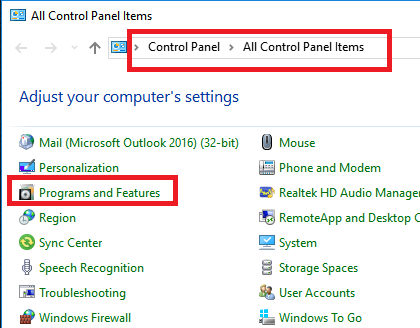 All Control Panel Items
Control Panel > All Control Panel Items
Adjust your computer's settings
Mail (Microsoft Outlook 2016) (32-bit)
Mouse
Personalization
Phone and Modem
Programs and Features
Realtek HD Audio Manager
Region
RemoteApp and Desktop C
Sync Center
System
Speech Recognition
Storage Spaces
Troubleshooting
User Accounts
Windows Firewall
Windows To Go